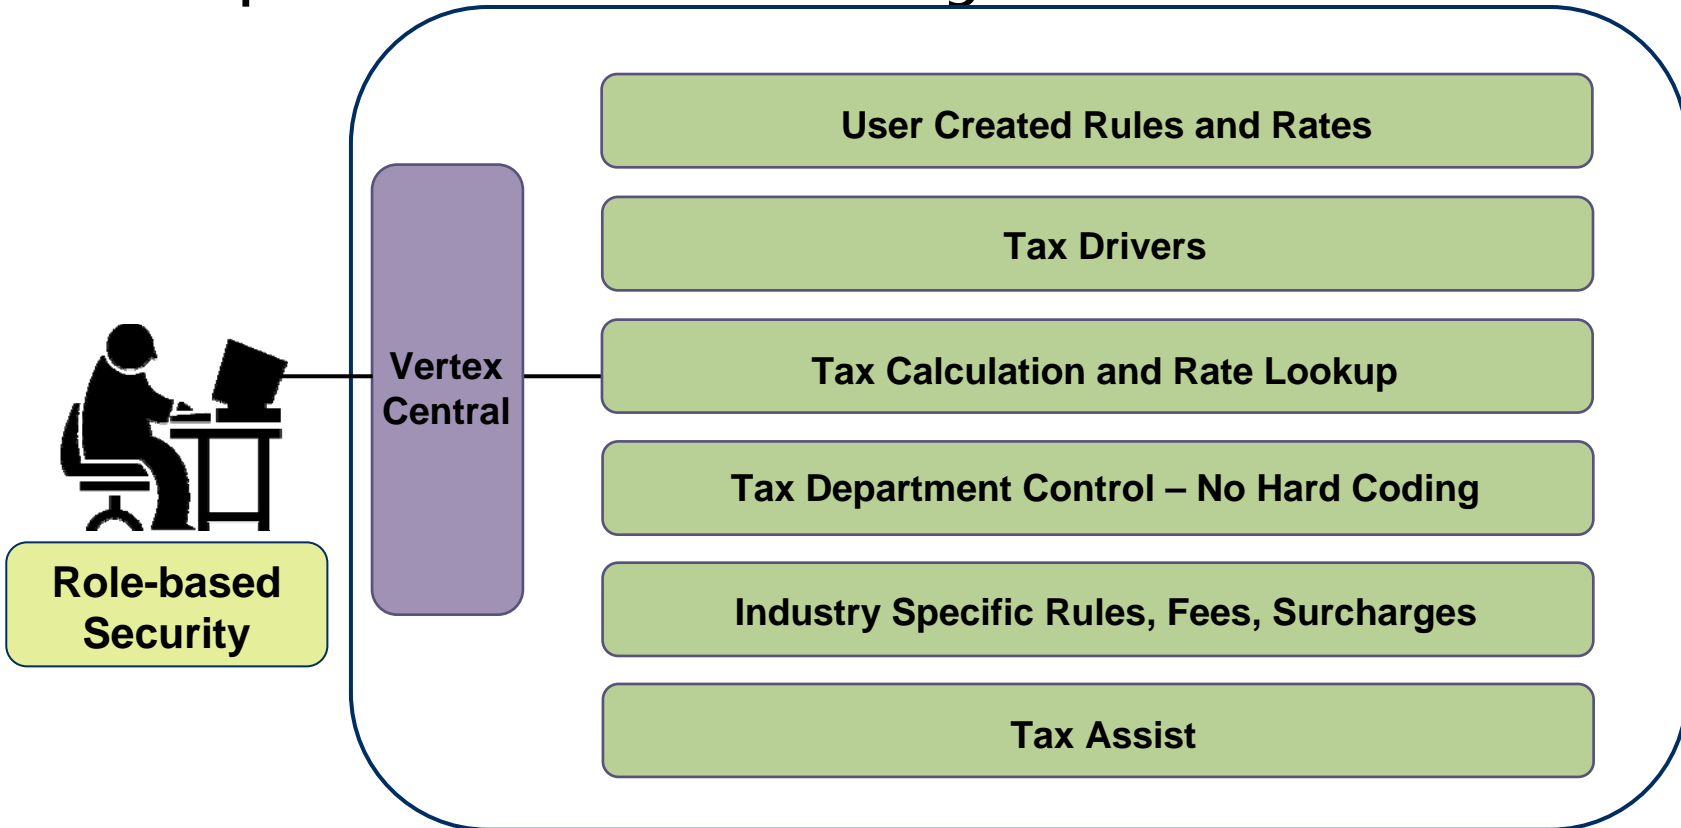 User Created Rules and Rates
Tax Drivers
Vertex
Central
Tax Calculation and Rate Lookup
Tax Department Control – No Hard Coding
Role-based
Security
Industry Specific Rules, Fees, Surcharges
Tax Assist